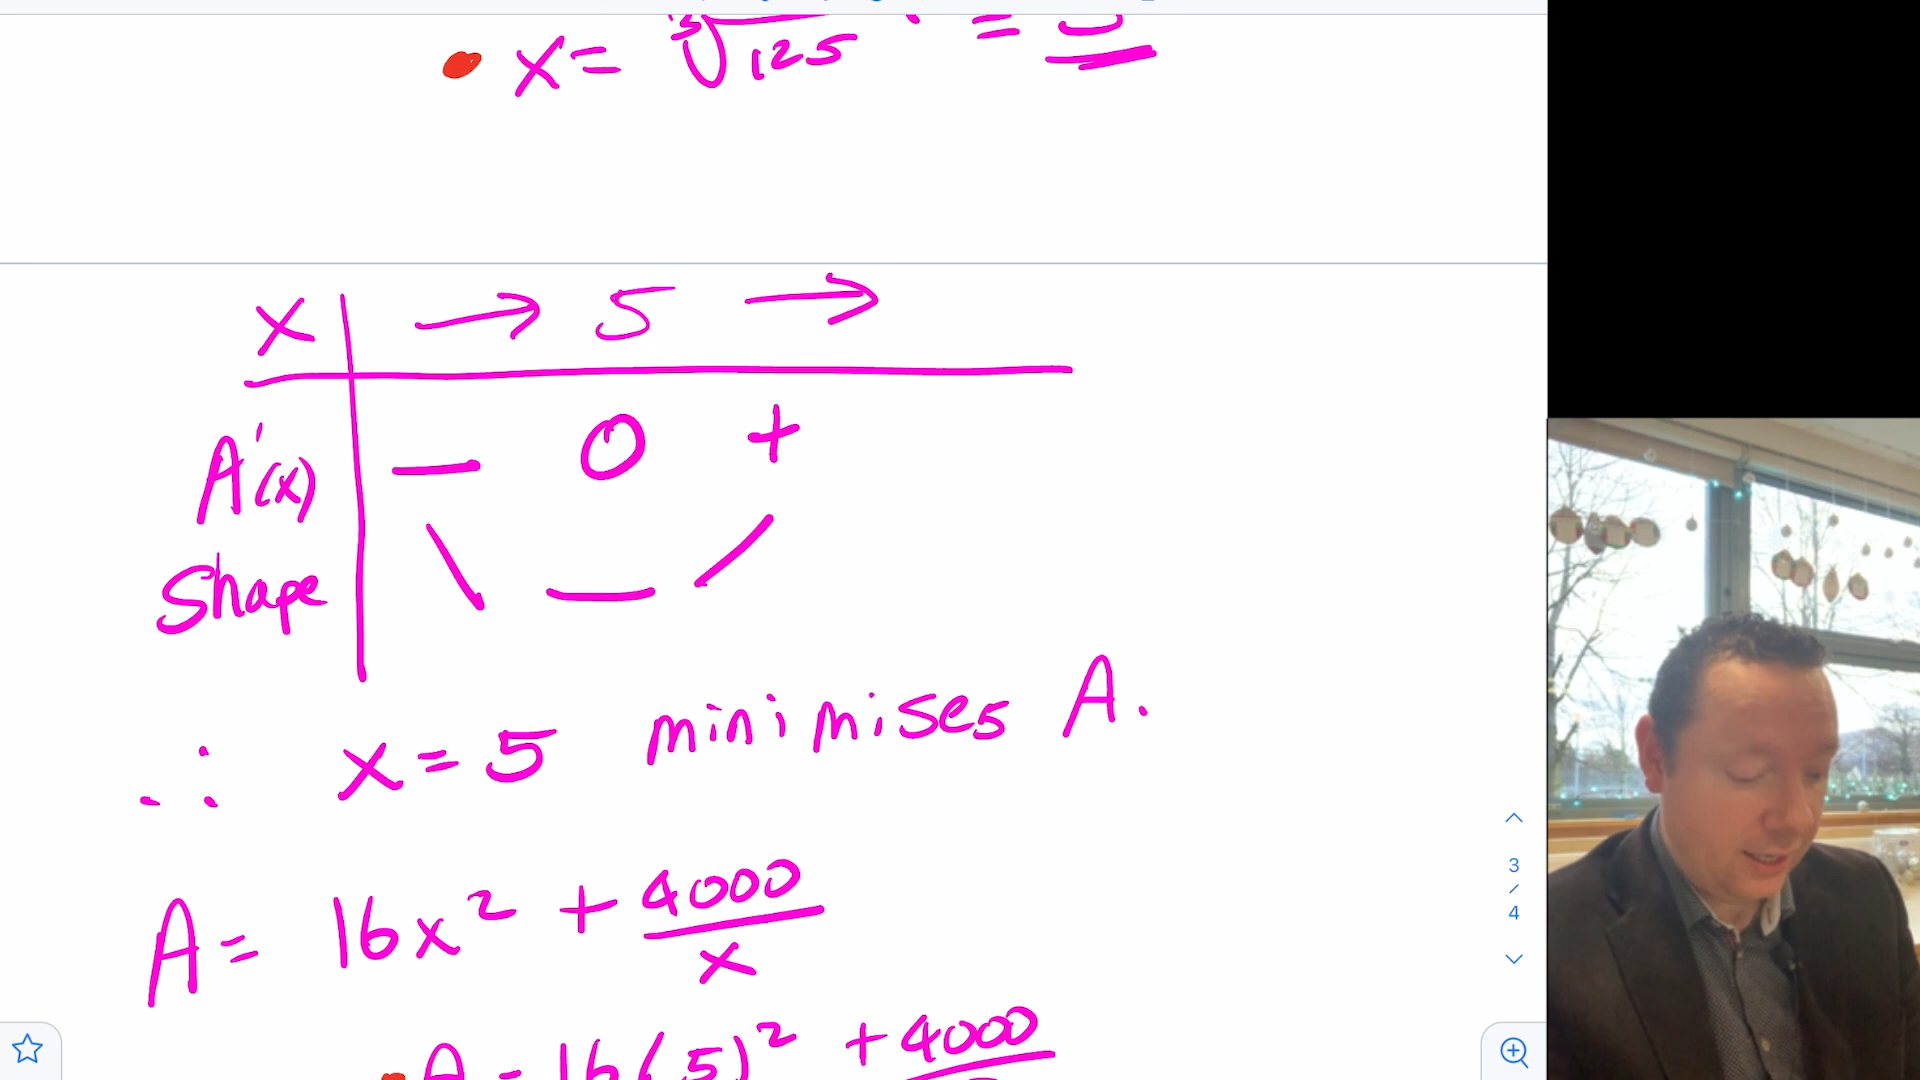 x = ∛125 = 5
x → 5 →
A'(x) — 0 +
Shape \ _ /
∴ x = 5 minimises A.
A = 16x² + 4000/x
A = 16(5)² + 4000
3
/
4